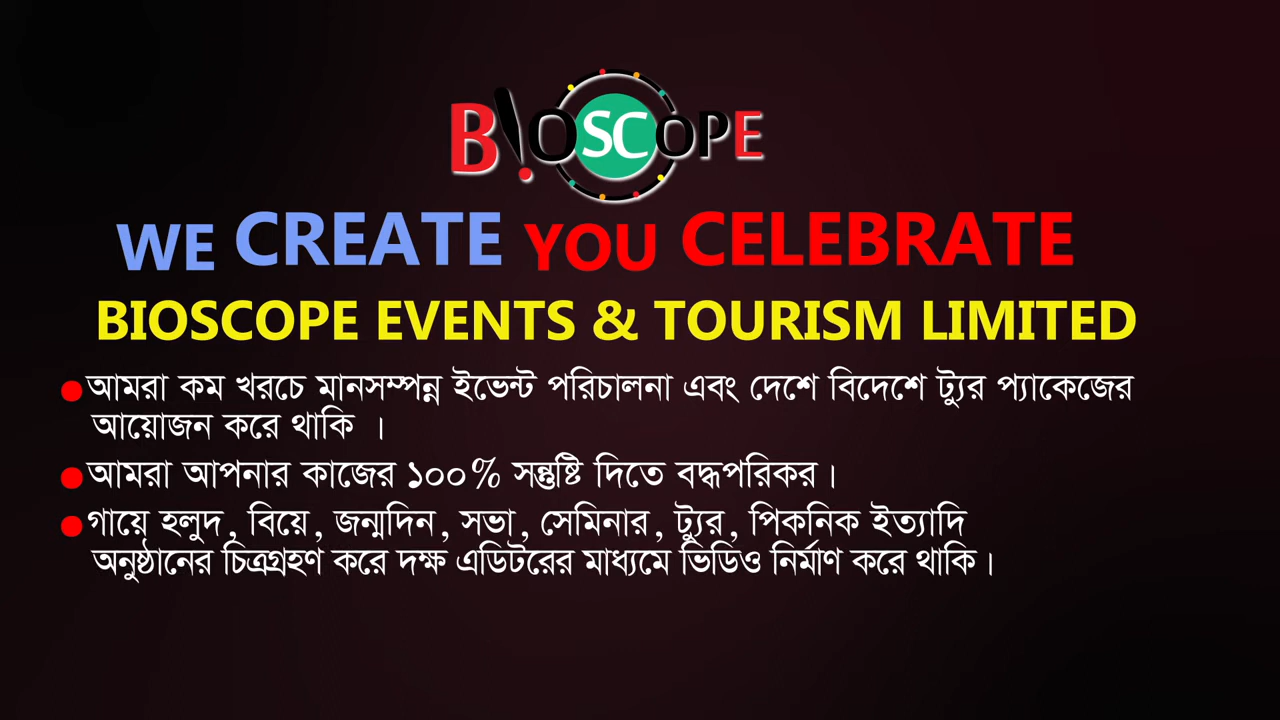 BIOSCOPE
WE CREATE YOU CELEBRATE
BIOSCOPE EVENTS & TOURISM LIMITED
●আমরা কম খরচে মানসম্পন্ন ইভেন্ট পরিচালনা এবং দেশে বিদেশে ট্যুর প্যাকেজের
আয়োজন করে থাকি ।
●আমরা আপনার কাজের ১০০% সন্তুষ্টি দিতে বদ্ধপরিকর।
●গায়ে হলুদ, বিয়ে, জন্মদিন, সভা, সেমিনার, ট্যুর, পিকনিক ইত্যাদি
অনুষ্ঠানের চিত্রগ্রহণ করে দক্ষ এডিটরের মাধ্যমে ভিডিও নির্মাণ করে থাকি।